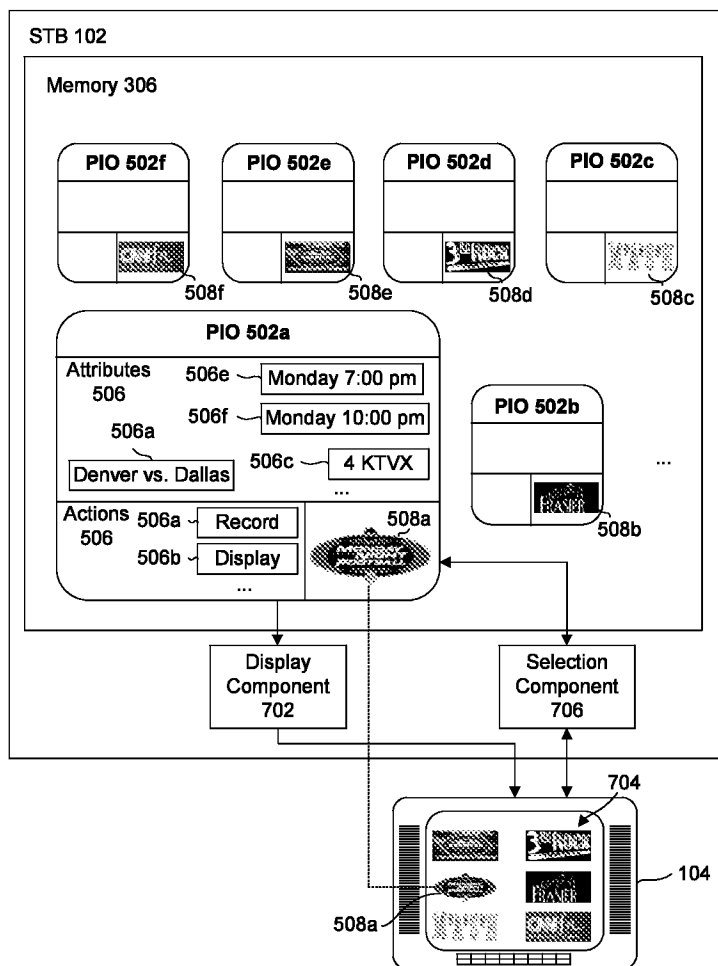 STB 102
Memory 306
PIO 502f
PIO 502e
PIO 502d
PIO 502c
508f
508e
508d
508c
PIO 502a
Attributes
506
506e
Monday 7:00 pm
506f
Monday 10:00 pm
506a
Denver vs. Dallas
506c
4 KTVX
...
PIO 502b
...
508b
Actions
506
506a
Record
506b
Display
...
508a
Display
Component
702
Selection
Component
706
704
104
508a